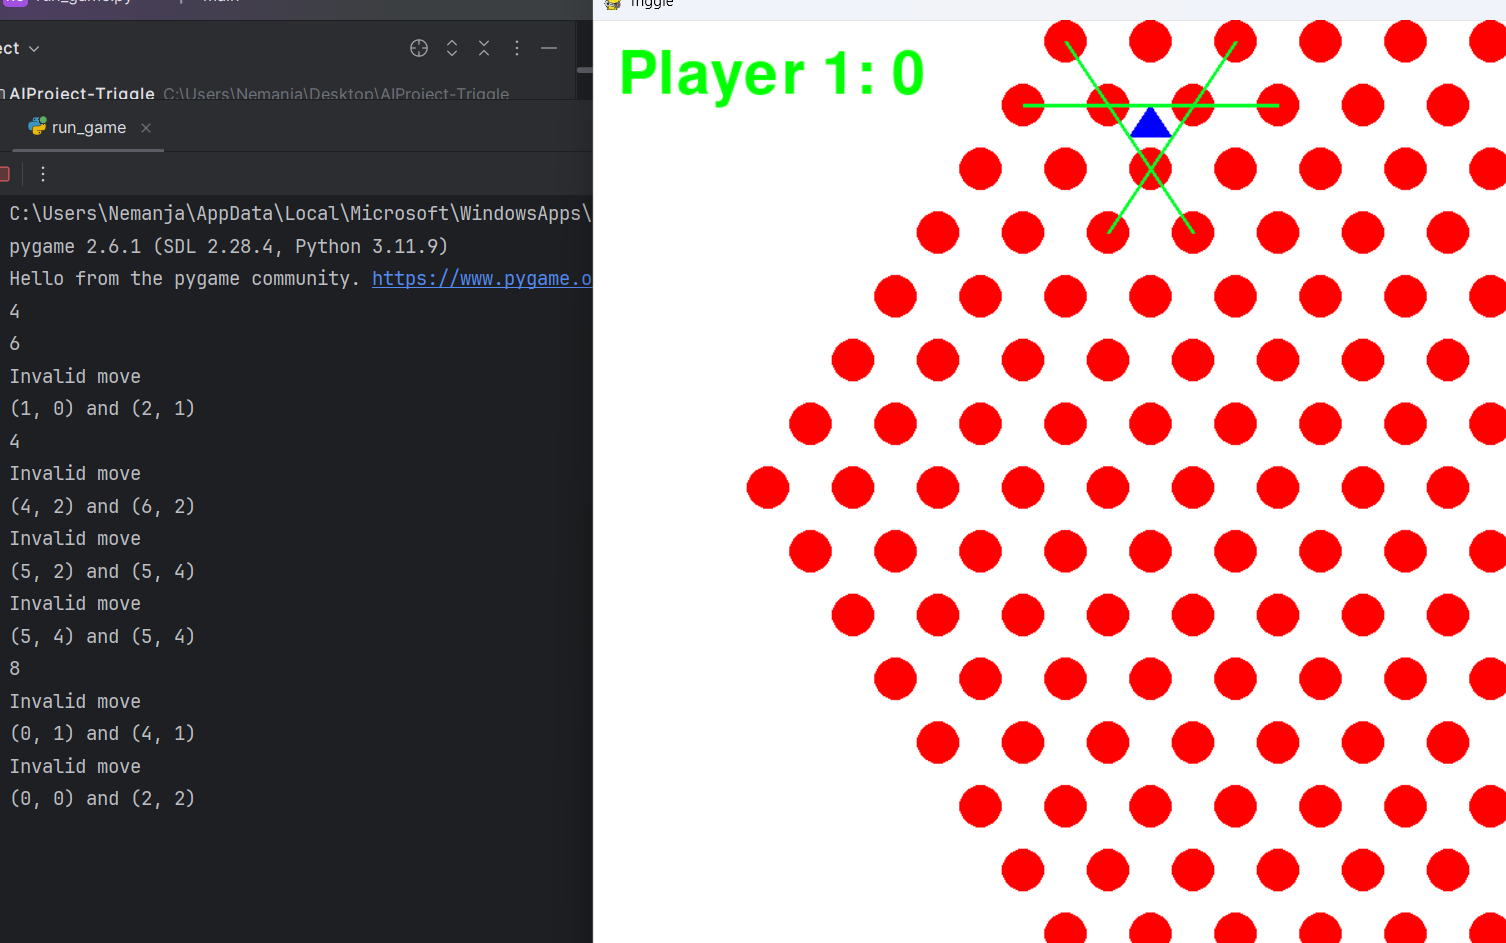 run_game.py
main
Triggle
ect
AIProject-Triggle C:\Users\Nemanja\Desktop\AIProject-Triggle
run_game
C:\Users\Nemanja\AppData\Local\Microsoft\WindowsApps\
pygame 2.6.1 (SDL 2.28.4, Python 3.11.9)
Hello from the pygame community. https://www.pygame.o
4
6
Invalid move
(1, 0) and (2, 1)
4
Invalid move
(4, 2) and (6, 2)
Invalid move
(5, 2) and (5, 4)
Invalid move
(5, 4) and (5, 4)
8
Invalid move
(0, 1) and (4, 1)
Invalid move
(0, 0) and (2, 2)
Player 1: 0